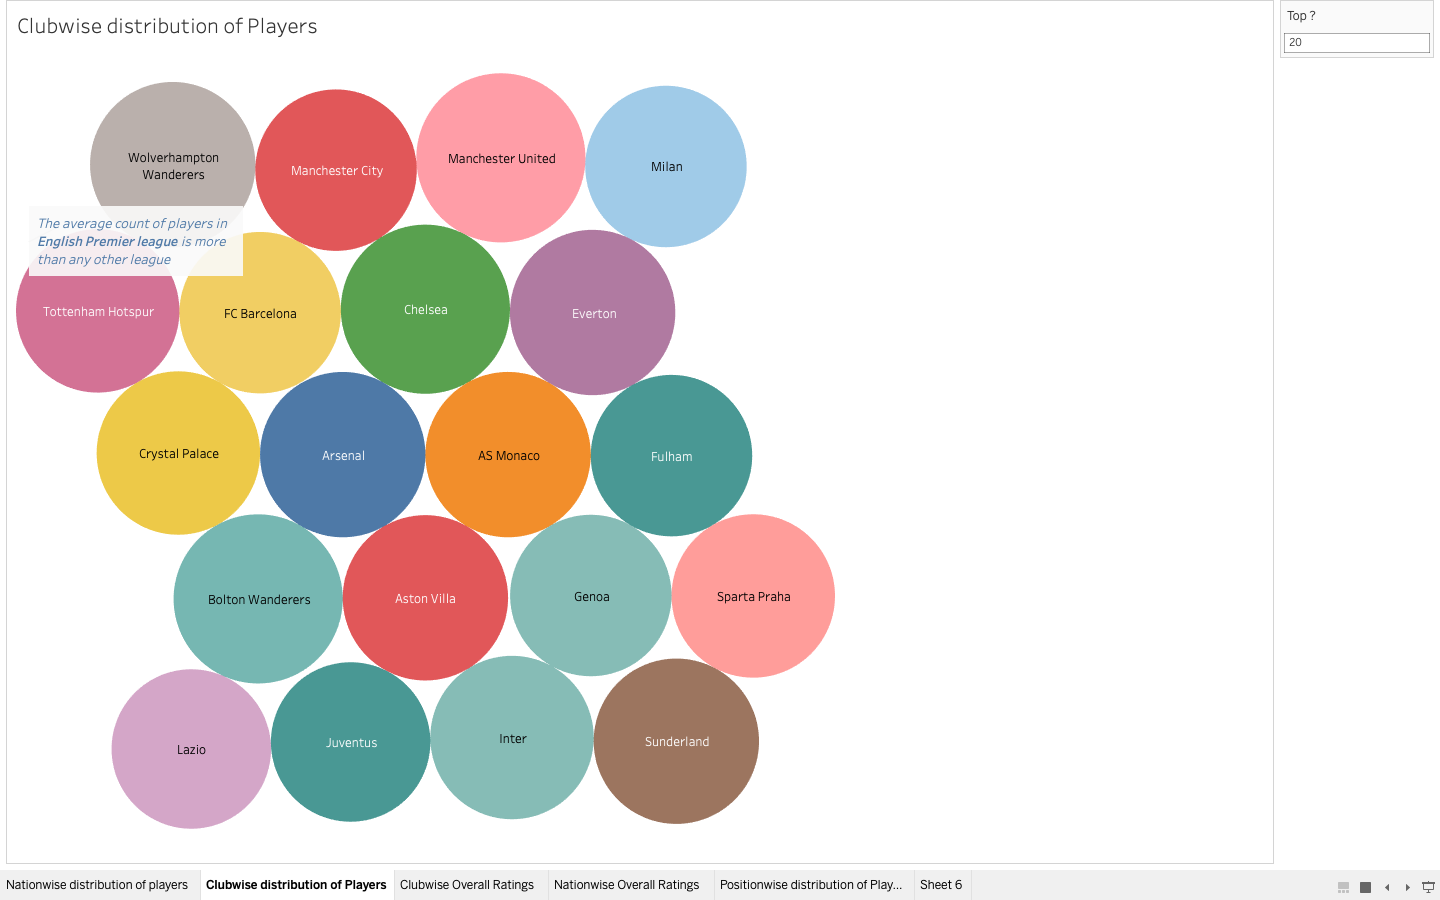 Clubwise distribution of Players
Top ?
20
Wolverhampton
Wanderers
Manchester City
Manchester United
Milan
The average count of players in
English Premier league is more
than any other league
Tottenham Hotspur
FC Barcelona
Chelsea
Everton
Crystal Palace
Arsenal
AS Monaco
Fulham
Bolton Wanderers
Aston Villa
Genoa
Sparta Praha
Lazio
Juventus
Inter
Sunderland
Nationwise distribution of players
Clubwise distribution of Players
Clubwise Overall Ratings
Nationwise Overall Ratings
Positionwise distribution of Play...
Sheet 6